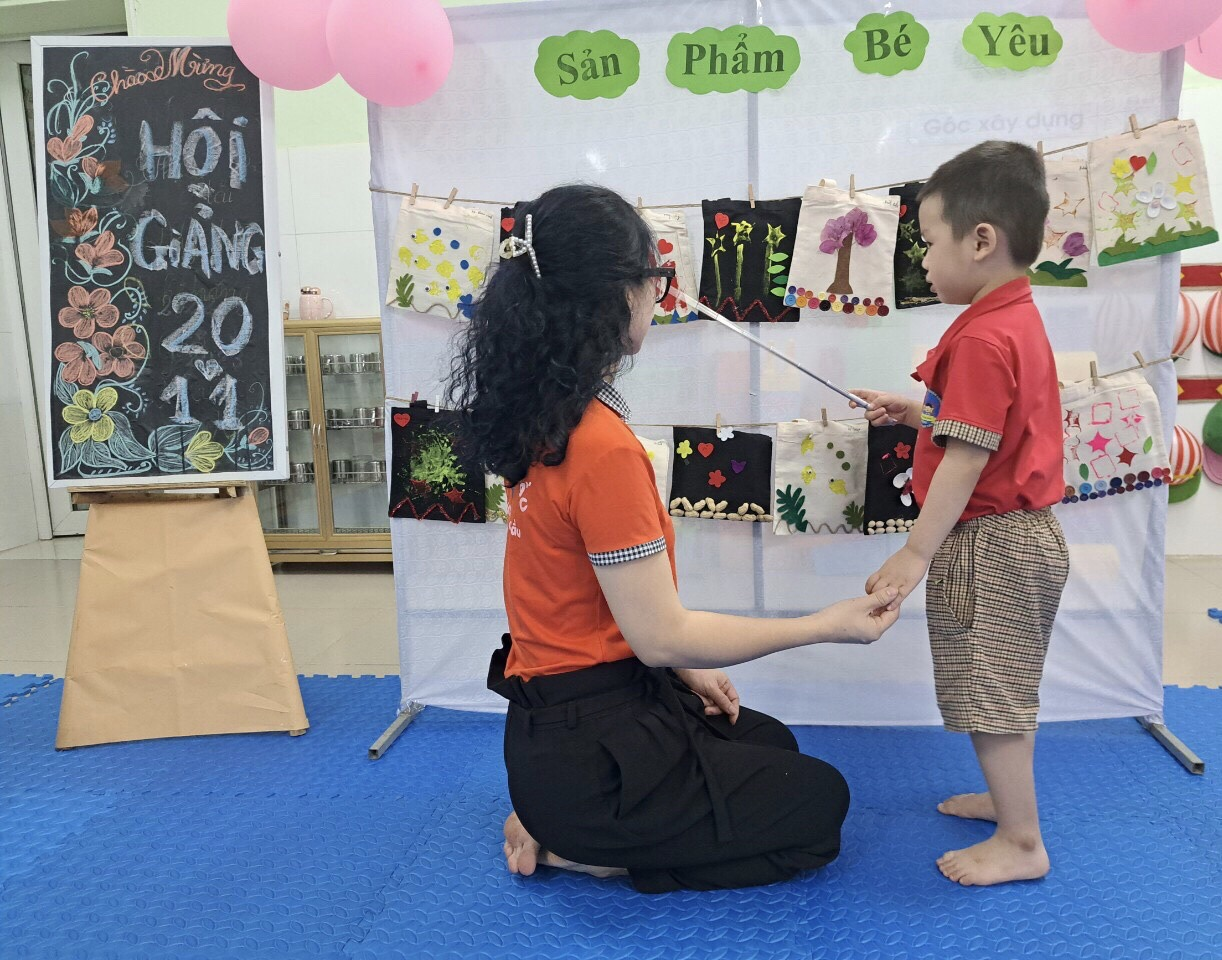 Chào Mừng
HỘI
GIẢNG
20
11
Sản Phẩm Bé Yêu
Góc xây dựng